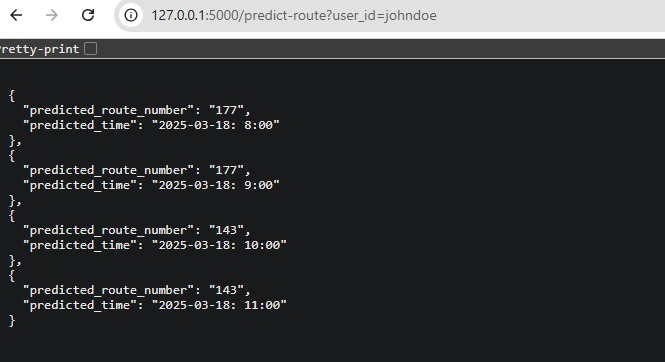 127.0.0.1:5000/predict-route?user_id=johndoe
retty-print
{
  "predicted_route_number": "177",
  "predicted_time": "2025-03-18: 8:00"
},
{
  "predicted_route_number": "177",
  "predicted_time": "2025-03-18: 9:00"
},
{
  "predicted_route_number": "143",
  "predicted_time": "2025-03-18: 10:00"
},
{
  "predicted_route_number": "143",
  "predicted_time": "2025-03-18: 11:00"
}